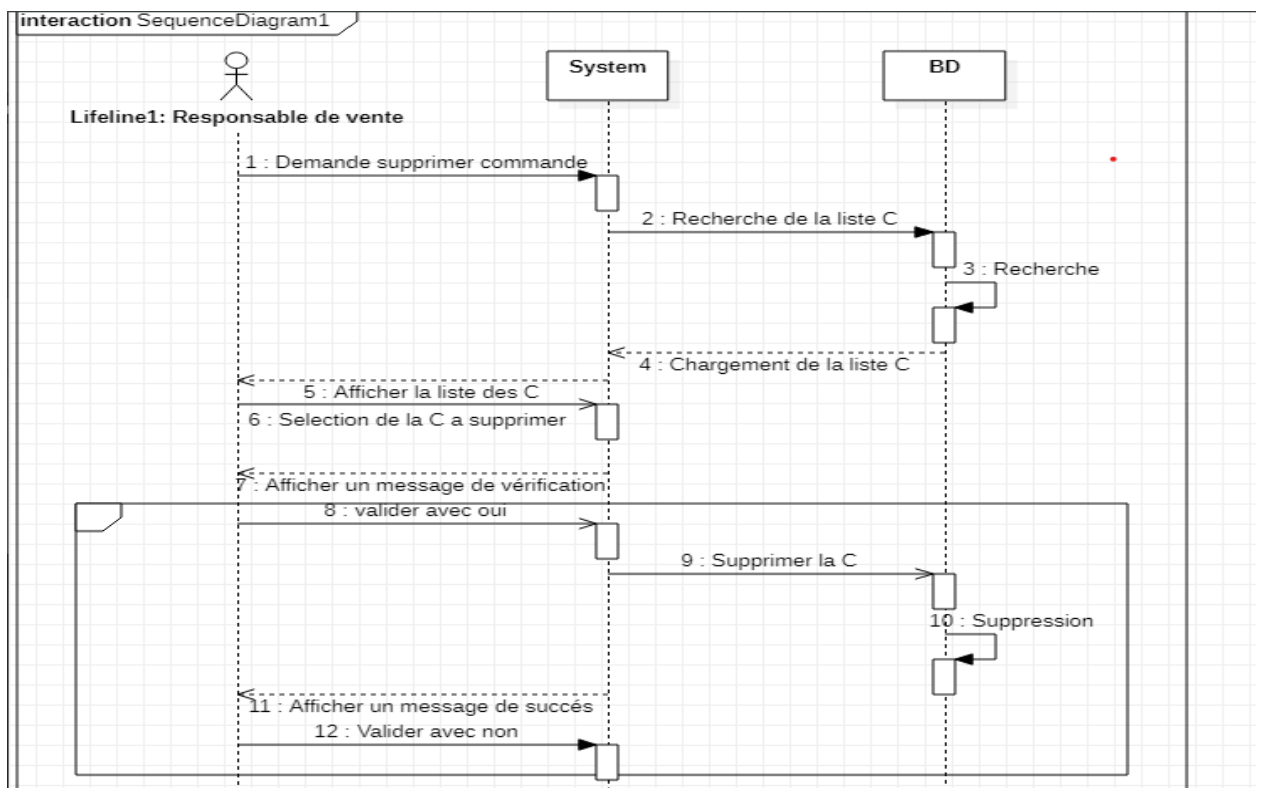 interaction SequenceDiagram1
System
BD
Lifeline1: Responsable de vente
1 : Demande supprimer commande
2 : Recherche de la liste C
3 : Recherche
4 : Chargement de la liste C
5 : Afficher la liste des C
6 : Selection de la C a supprimer
7 : Afficher un message de vérification
8 : valider avec oui
9 : Supprimer la C
10 : Suppression
11 : Afficher un message de succés
12 : Valider avec non